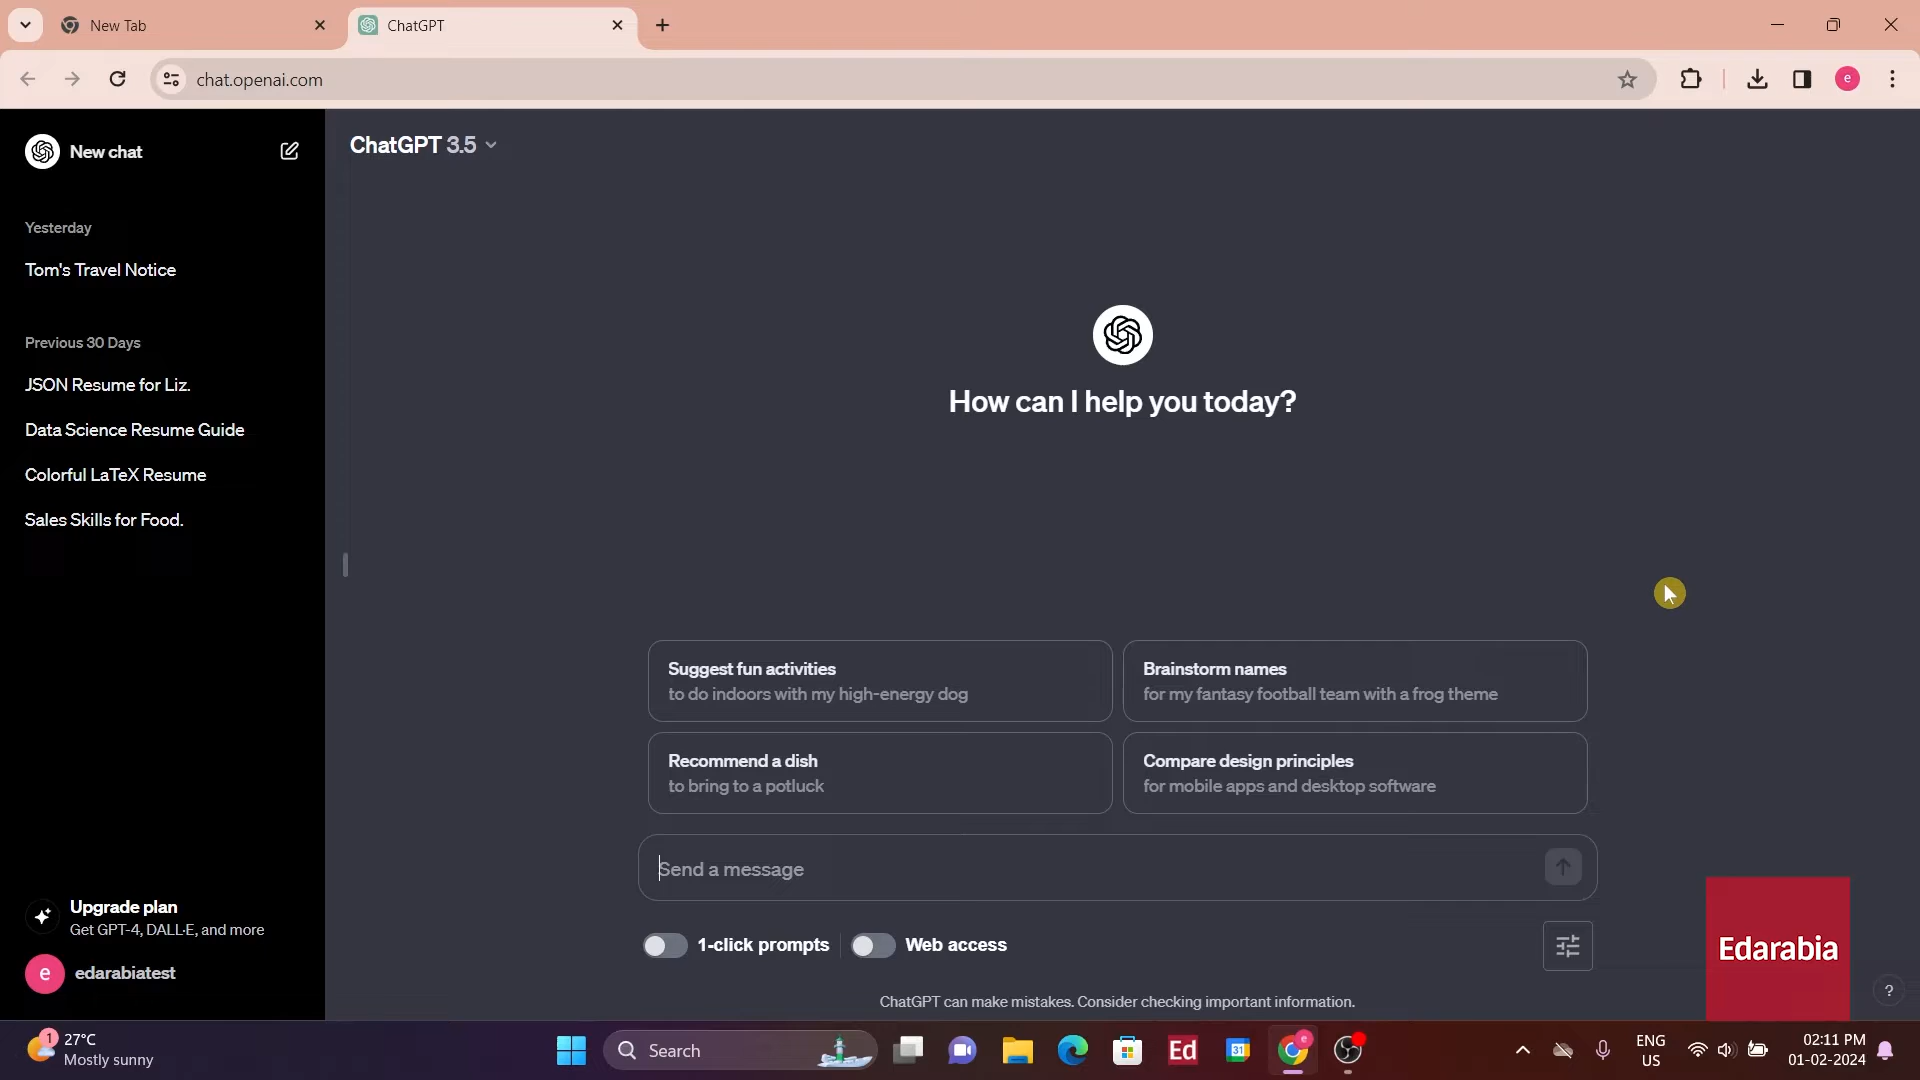 New Tab
ChatGPT
chat.openai.com
e
New chat
ChatGPT 3.5
Yesterday
Tom's Travel Notice
Previous 30 Days
JSON Resume for Liz.
Data Science Resume Guide
Colorful LaTeX Resume
Sales Skills for Food.
How can I help you today?
Suggest fun activities
to do indoors with my high-energy dog
Brainstorm names
for my fantasy football team with a frog theme
Recommend a dish
to bring to a potluck
Compare design principles
for mobile apps and desktop software
Send a message
1-click prompts
Web access
Upgrade plan
Get GPT-4, DALL·E, and more
e
edarabiatest
Edarabia
?
ChatGPT can make mistakes. Consider checking important information.
1
27°C
Mostly sunny
Search
Ed
31
e
ENG
US
02:11 PM
01-02-2024